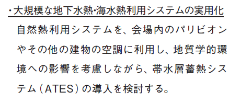 ・大規模な地下水熱・海水熱利用システムの実用化
自然熱利用システムを、会場内のパビリオ
ンやその他の建物の空調に利用し、地質学的環
境への影響を考慮しながら、帯水層蓄熱シス
テム（ATES）の導入を検討する。